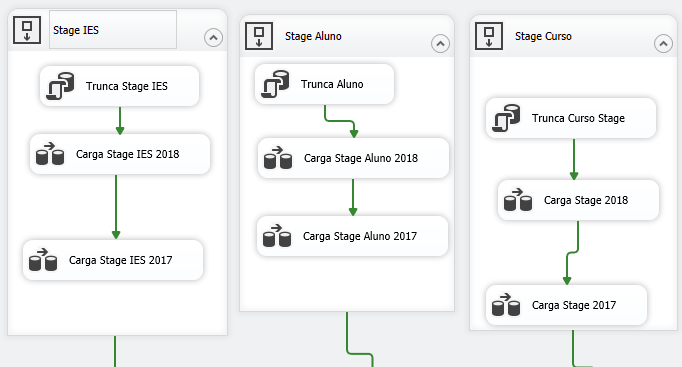 Stage IES
Trunca Stage IES
Carga Stage IES 2018
Carga Stage IES 2017
Stage Aluno
Trunca Aluno
Carga Stage Aluno 2018
Carga Stage Aluno 2017
Stage Curso
Trunca Curso Stage
Carga Stage 2018
Carga Stage 2017